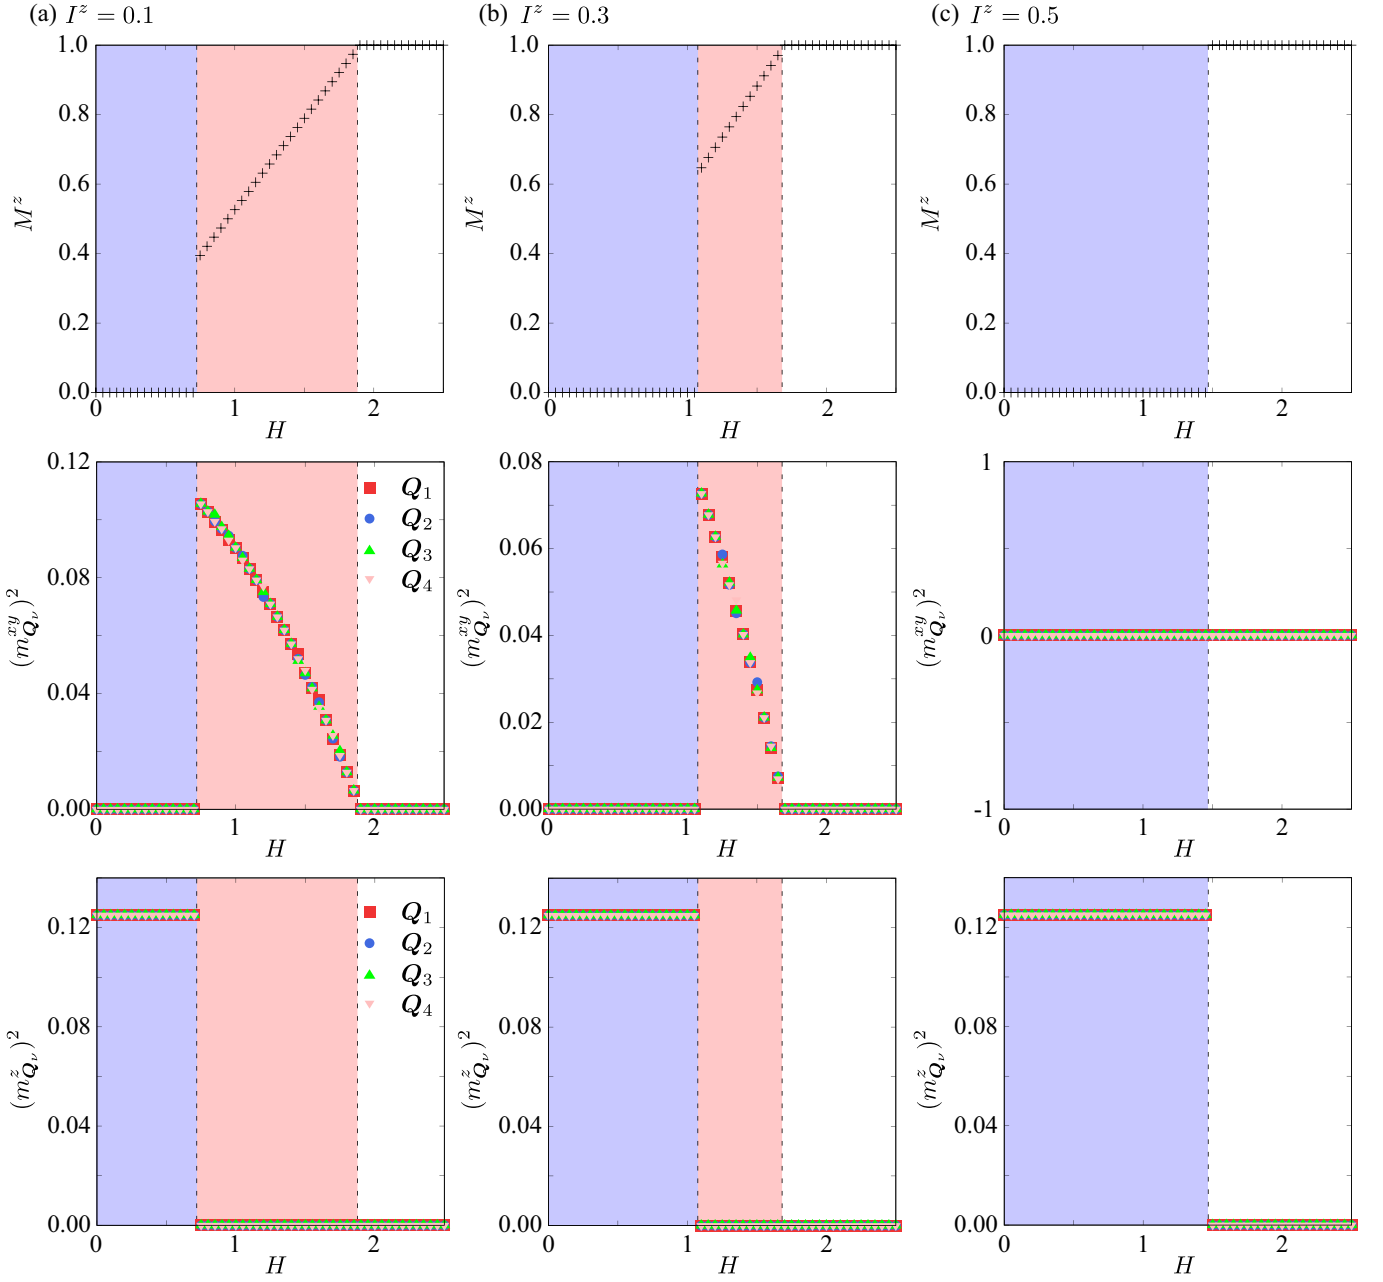 (a) I^z = 0.1
(b) I^z = 0.3
(c) I^z = 0.5
1.0
0.8
0.6
0.4
0.2
0.0
M^z
0 1 2
H
1.0
0.8
0.6
0.4
0.2
0.0
M^z
0 1 2
H
1.0
0.8
0.6
0.4
0.2
0.0
M^z
0 1 2
H
0.12
0.08
0.04
0.00
(m^{xy}_{Q_ν})^2
Q_1
Q_2
Q_3
Q_4
0 1 2
H
0.08
0.06
0.04
0.02
0.00
(m^{xy}_{Q_ν})^2
0 1 2
H
1
0
-1
(m^{xy}_{Q_ν})^2
0 1 2
H
0.12
0.08
0.04
0.00
(m^z_{Q_ν})^2
Q_1
Q_2
Q_3
Q_4
0 1 2
H
0.12
0.08
0.04
0.00
(m^z_{Q_ν})^2
0 1 2
H
0.12
0.08
0.04
0.00
(m^z_{Q_ν})^2
0 1 2
H